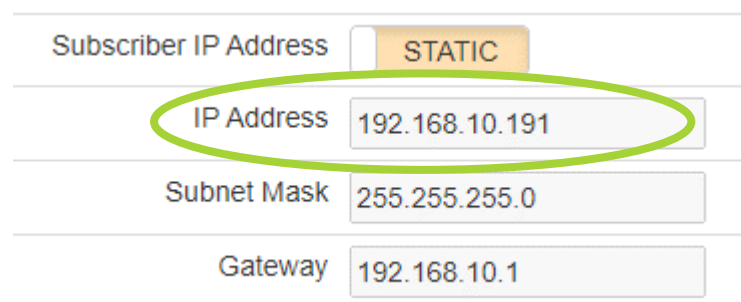 Subscriber IP Address STATIC
IP Address 192.168.10.191
Subnet Mask 255.255.255.0
Gateway 192.168.10.1